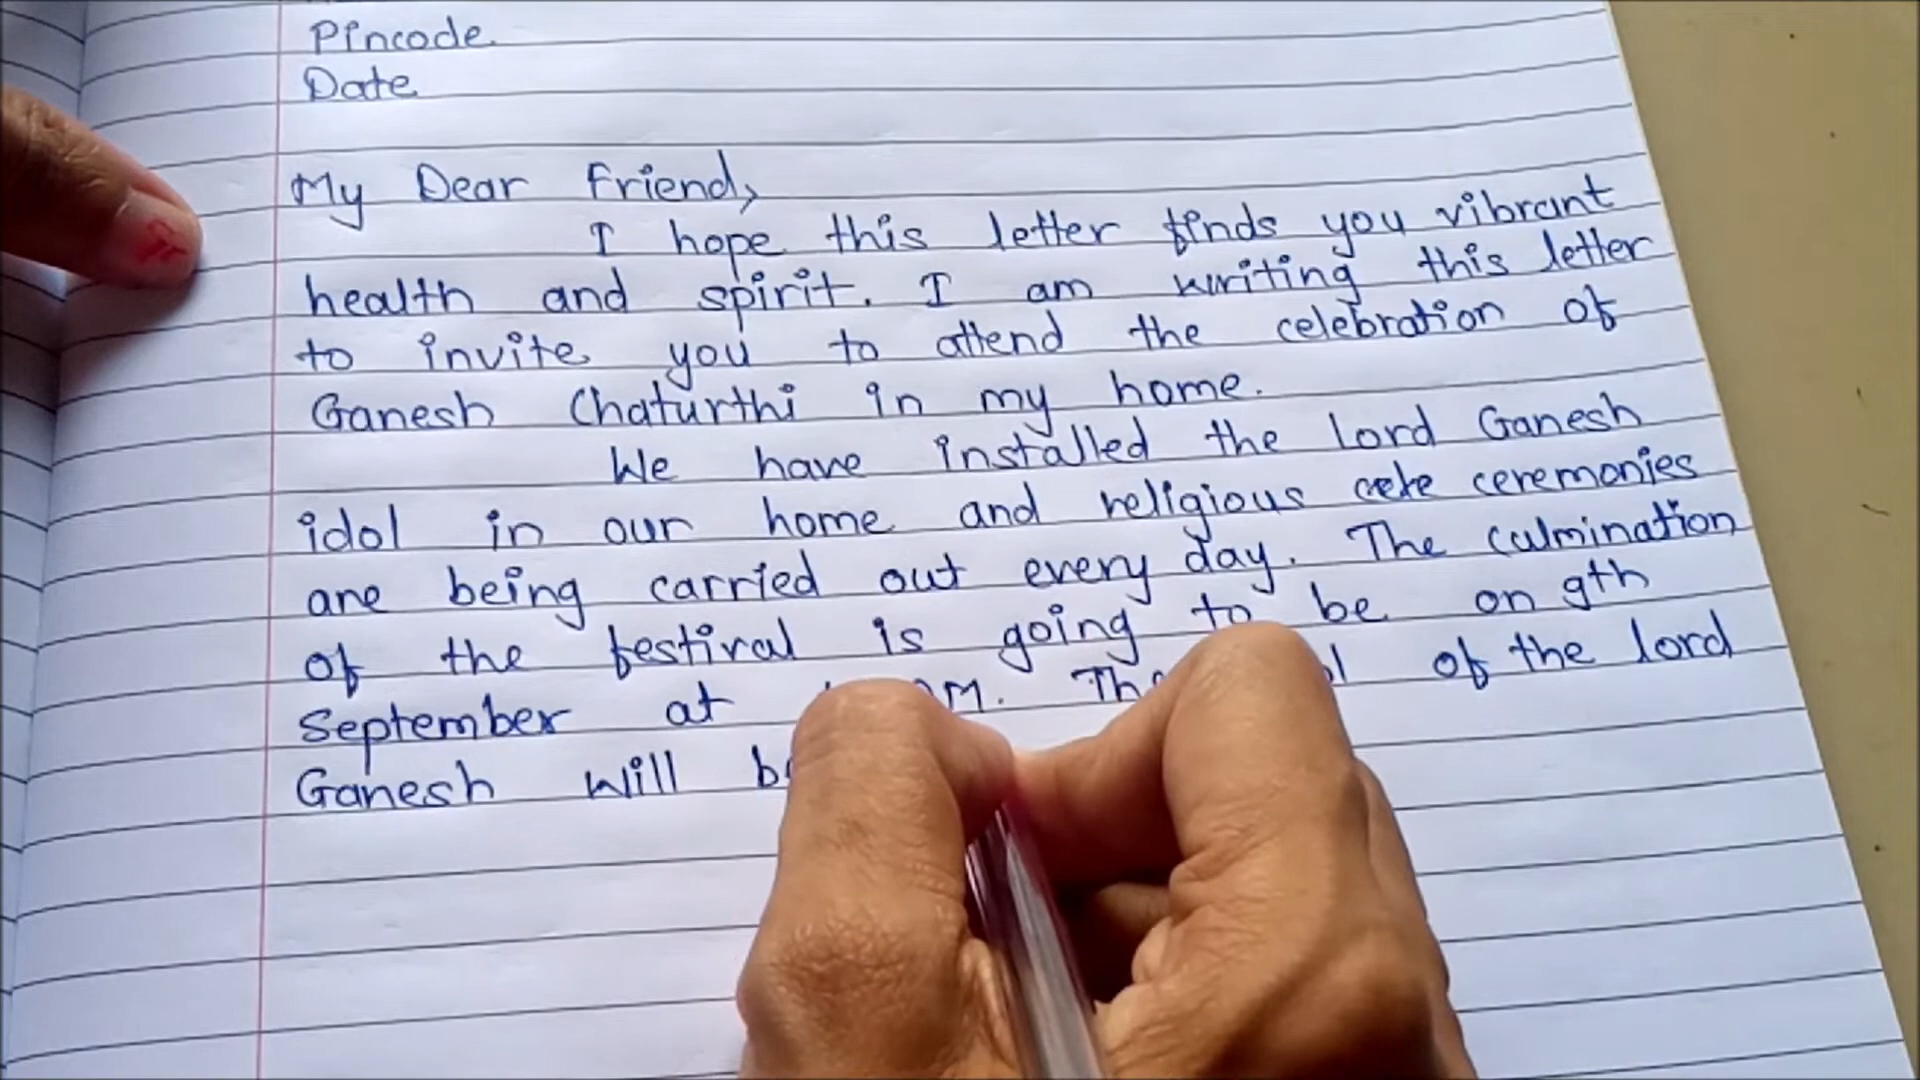 Pincode
Date
My Dear Friend,
I hope this letter finds you vibrant
health and spirit. I am writing this letter
to invite you to attend the celebration of
Ganesh Chaturthi in my home.
We have installed the lord Ganesh
idol in our home and religious cere ceremonies
are being carried out every day. The culmination
of the festival is going to be on 9th
September at of the lord
Ganesh will